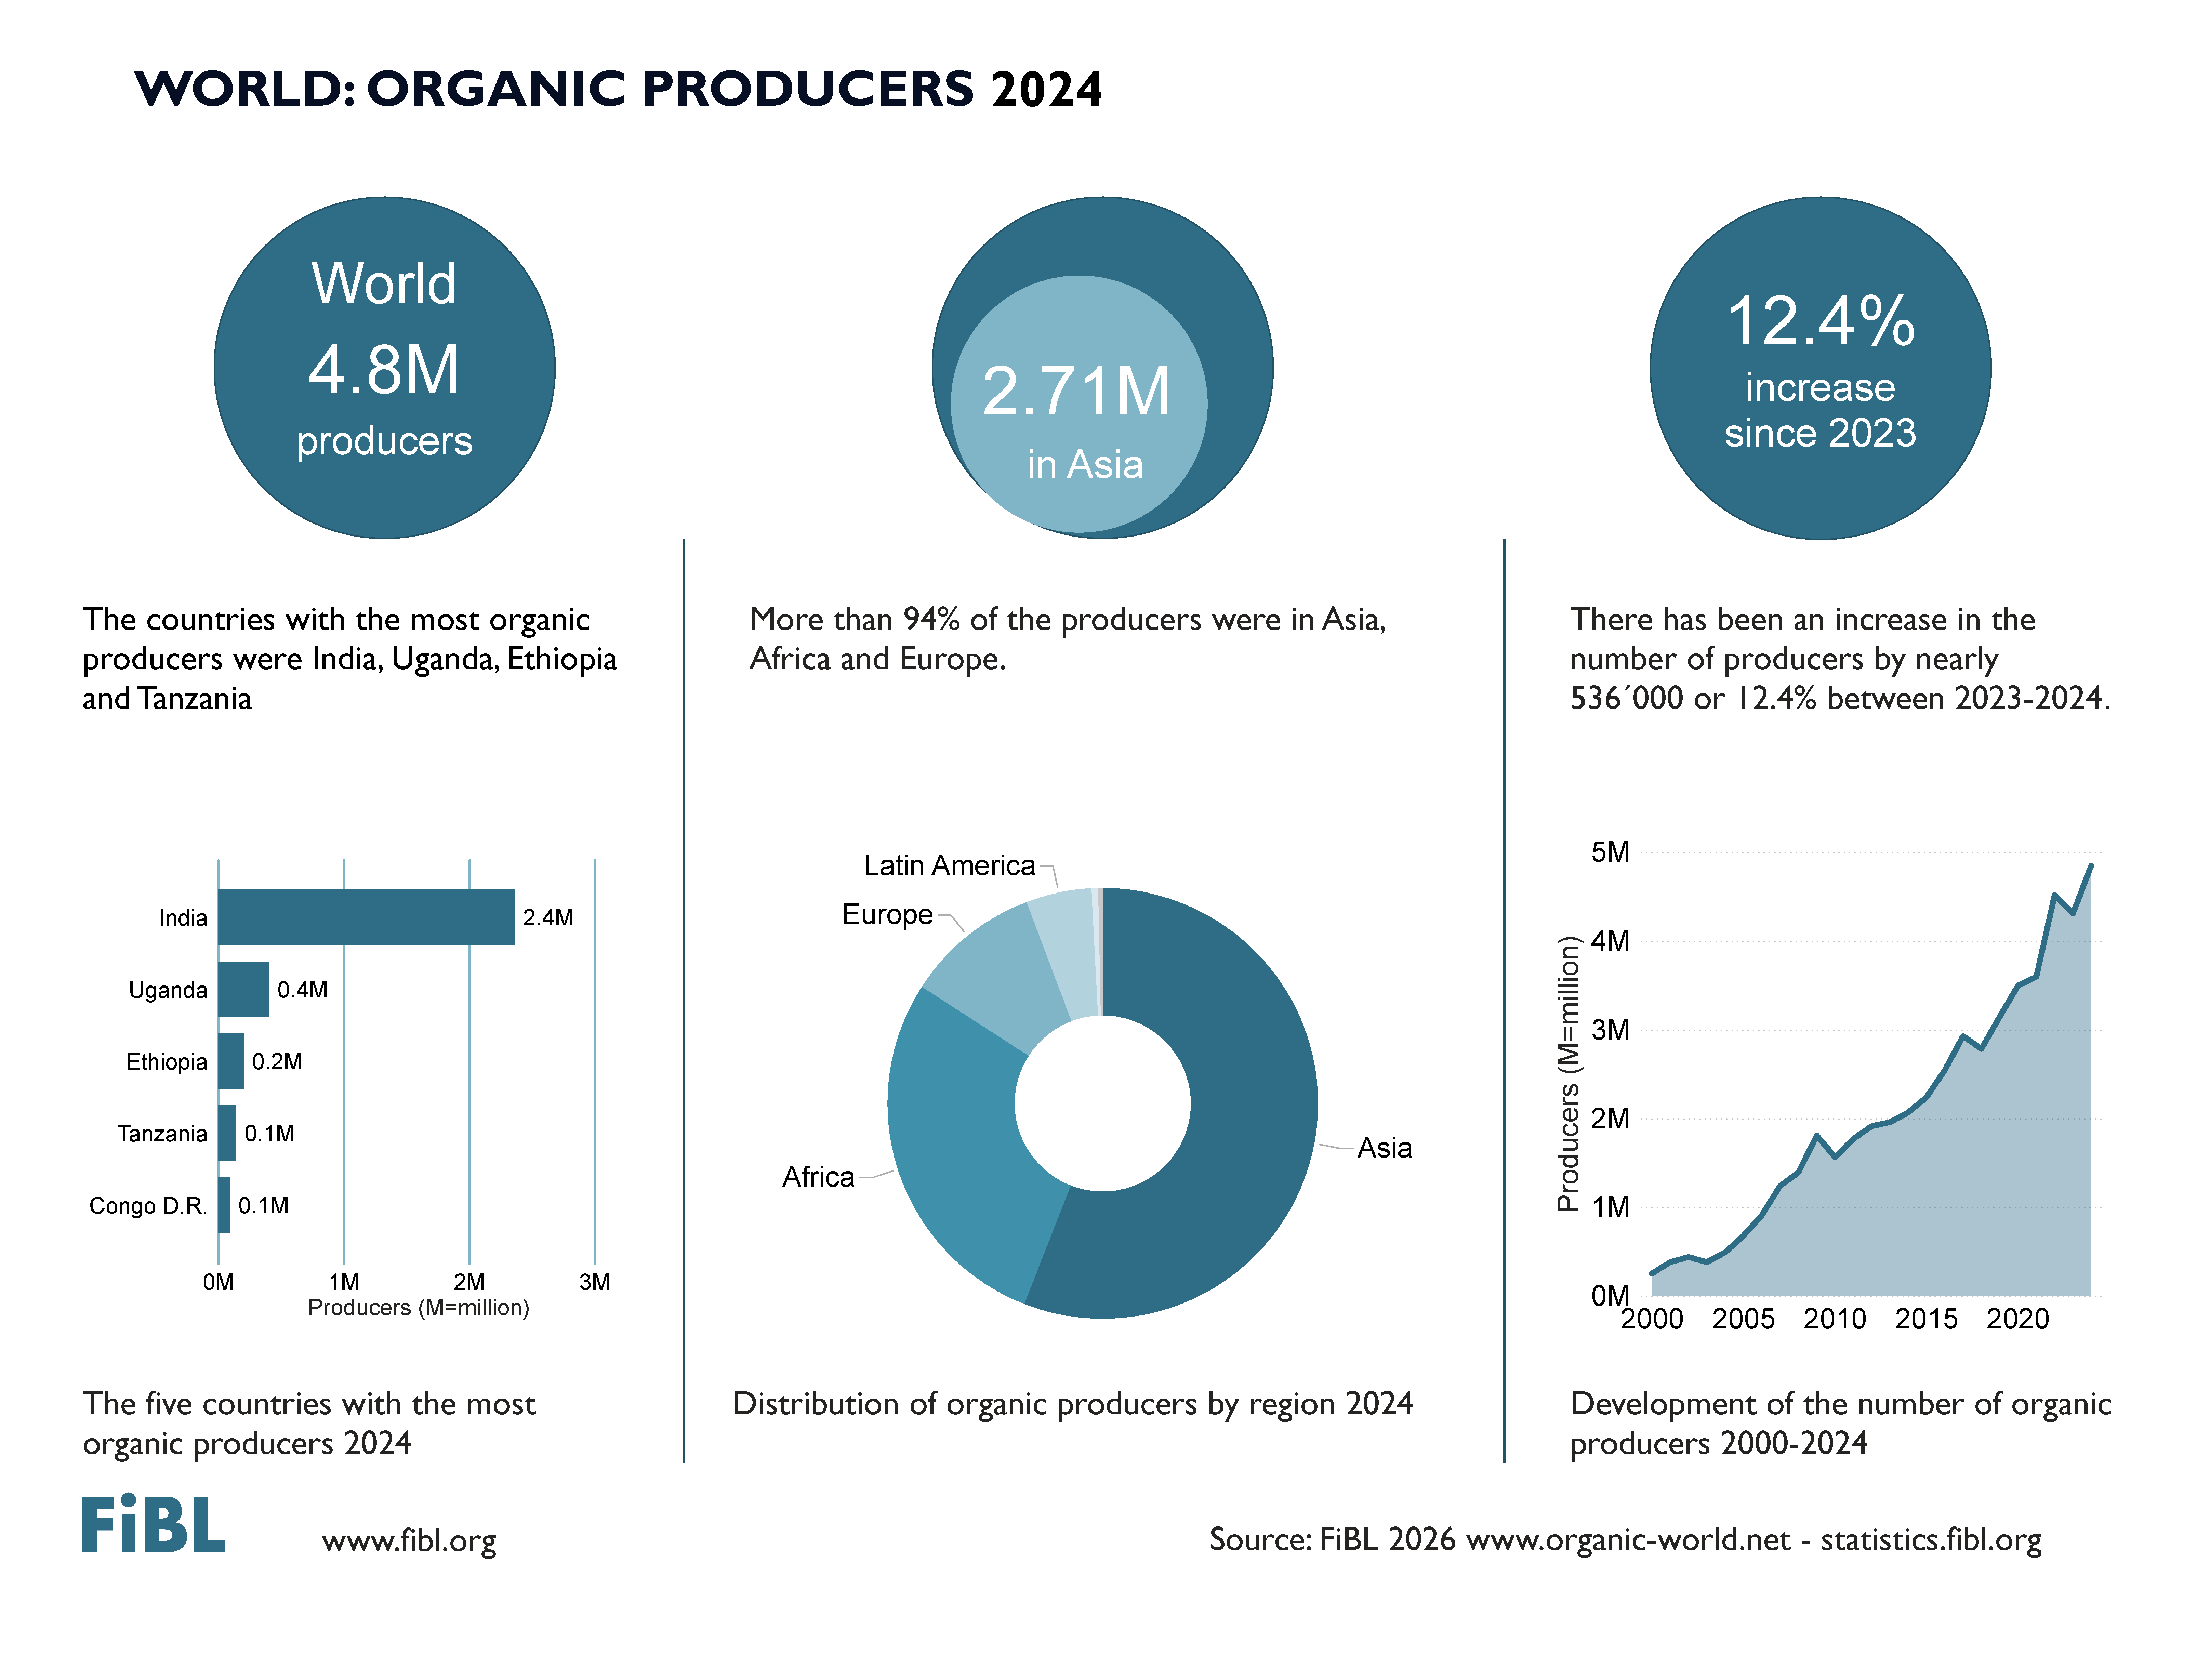 WORLD: ORGANIC PRODUCERS 2024
World
4.8M
producers
The countries with the most organic
producers were India, Uganda, Ethiopia
and Tanzania
India
2.4M
Uganda
0.4M
Ethiopia
0.2M
Tanzania
0.1M
Congo D.R.
0.1M
0M 1M 2M 3M
Producers (M=million)
The five countries with the most
organic producers 2024
2.71M
in Asia
More than 94% of the producers were in Asia,
Africa and Europe.
Latin America
Europe
Africa
Asia
Distribution of organic producers by region 2024
12.4%
increase
since 2023
There has been an increase in the
number of producers by nearly
536´000 or 12.4% between 2023-2024.
Producers (M=million)
5M
4M
3M
2M
1M
0M
2000 2005 2010 2015 2020
Development of the number of organic
producers 2000-2024
FiBL
www.fibl.org
Source: FiBL 2026 www.organic-world.net - statistics.fibl.org